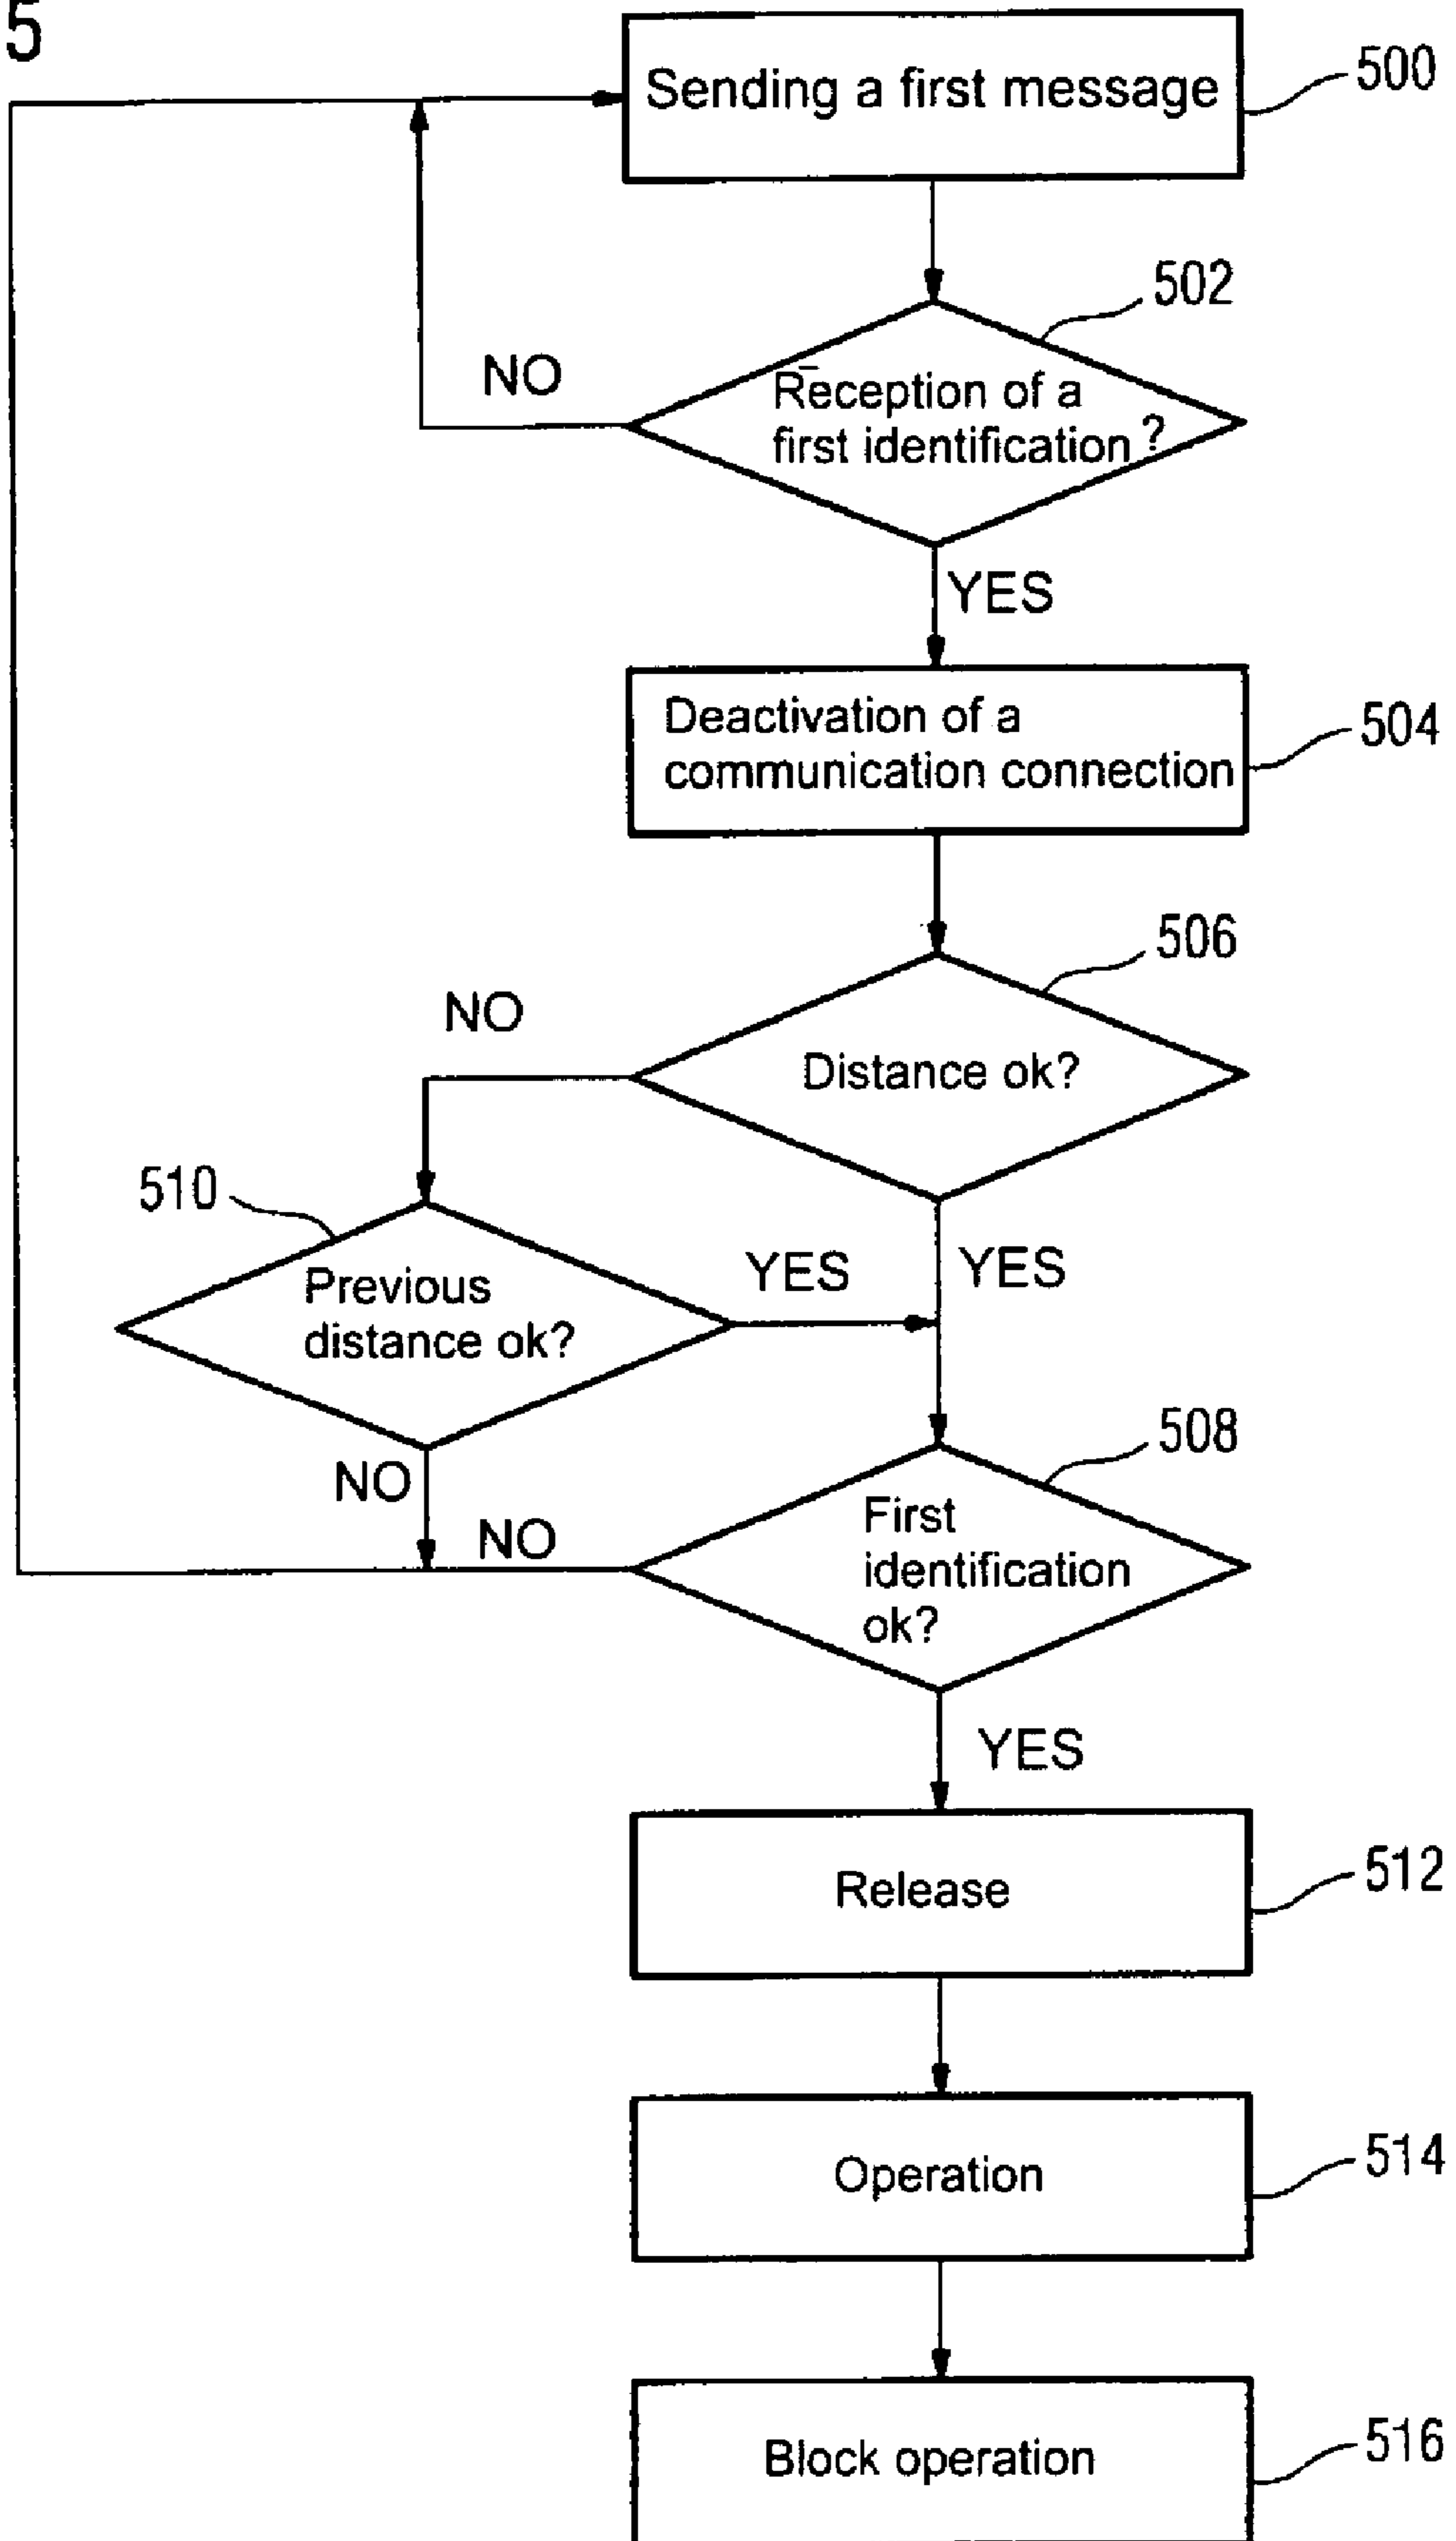 5
Sending a first message
500
502
NO
Reception of a
first identification ?
YES
Deactivation of a
communication connection
504
506
NO
Distance ok?
510
YES
YES
Previous
distance ok?
508
NO
NO
First
identification
ok?
YES
Release
512
Operation
514
Block operation
516